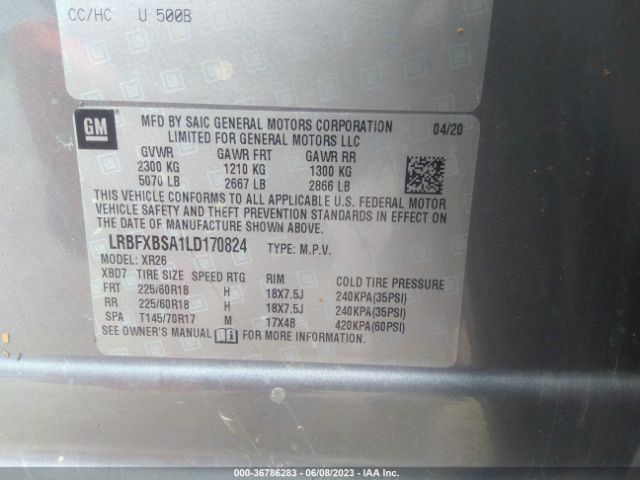 CC/HC U 500B
GM
MFD BY SAIC GENERAL MOTORS CORPORATION 04/20
LIMITED FOR GENERAL MOTORS LLC
GVWR GAWR FRT GAWR RR
2300 KG 1210 KG 1300 KG
5070 LB 2667 LB 2866 LB
THIS VEHICLE CONFORMS TO ALL APPLICABLE U.S. FEDERAL MOTOR
VEHICLE SAFETY AND THEFT PREVENTION STANDARDS IN EFFECT ON
THE DATE OF MANUFACTURE SHOWN ABOVE.
LRBFXBSA1LD170824 TYPE: M.P.V.
MODEL: XR26
XBD7 TIRE SIZE SPEED RTG RIM COLD TIRE PRESSURE
FRT 225/60R18 H 18X7.5J 240KPA(35PSI)
RR 225/60R18 H 18X7.5J 240KPA(35PSI)
SPA T145/70R17 M 17X4B 420KPA(60PSI)
SEE OWNER'S MANUAL FOR MORE INFORMATION.
000-36786283 - 06/08/2023 - IAA Inc.